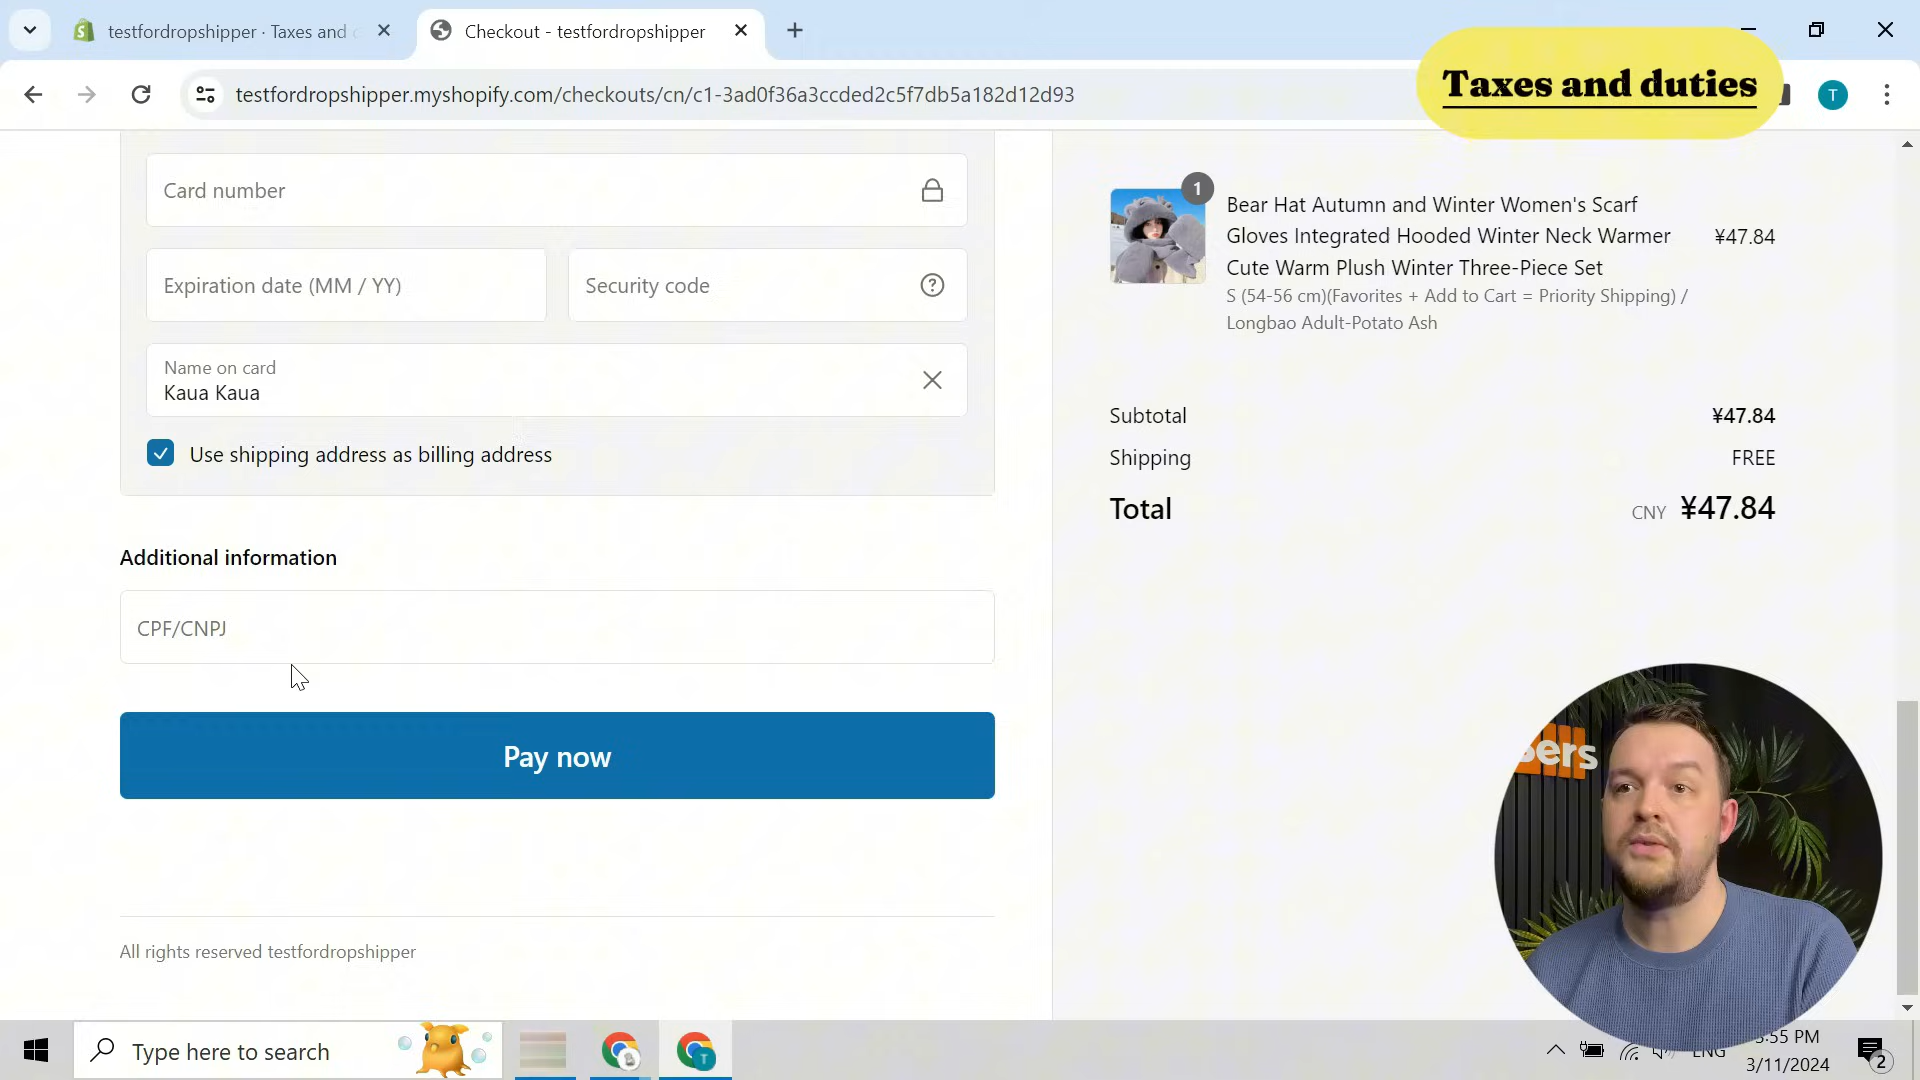 testfordropshipper · Taxes and
Checkout - testfordropshipper
testfordropshipper.myshopify.com/checkouts/cn/c1-3ad0f36a3ccded2c5f7db5a182d12d93
Taxes and duties
T
Card number
Expiration date (MM / YY)
Security code
Name on card
Kaua Kaua
Use shipping address as billing address
Additional information
CPF/CNPJ
Pay now
All rights reserved testfordropshipper
1
Bear Hat Autumn and Winter Women's Scarf
Gloves Integrated Hooded Winter Neck Warmer
Cute Warm Plush Winter Three-Piece Set
¥47.84
S (54-56 cm)(Favorites + Add to Cart = Priority Shipping) /
Longbao Adult-Potato Ash
Subtotal ¥47.84
Shipping FREE
Total CNY ¥47.84
sers
Type here to search
T
ENG
:55 PM
3/11/2024
2